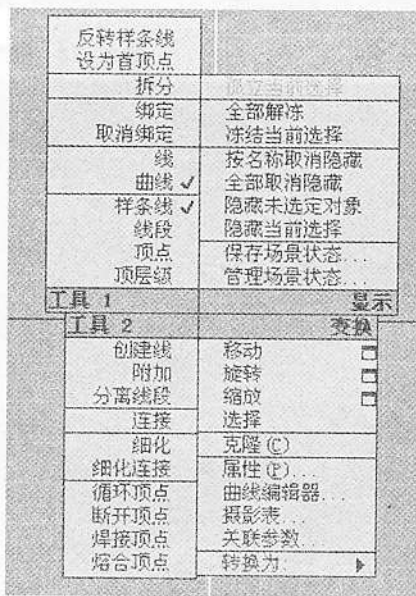 反转样条线
设为首顶点
拆分
孤立当前选择
绑定
全部解冻
取消绑定
冻结当前选择
线
按名称取消隐藏
曲线 ✓
全部取消隐藏
样条线 ✓
隐藏未选定对象
线段
隐藏当前选择
顶点
保存场景状态...
顶层级
管理场景状态...
工具 1
显示
工具 2
变换
创建线
移动
附加
旋转
分离线段
缩放
连接
选择
细化
克隆(C)
细化连接
属性(P)...
循环顶点
曲线编辑器...
断开顶点
摄影表...
焊接顶点
关联参数...
熔合顶点
转换为: